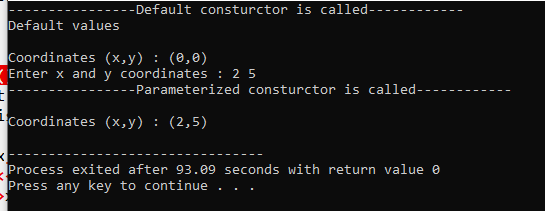 ----------------Default consturctor is called------------
Default values
Coordinates (x,y) : (0,0)
Enter x and y coordinates : 2 5
----------------Parameterized consturctor is called------------
Coordinates (x,y) : (2,5)
--------------------------------
Process exited after 93.09 seconds with return value 0
Press any key to continue . . .